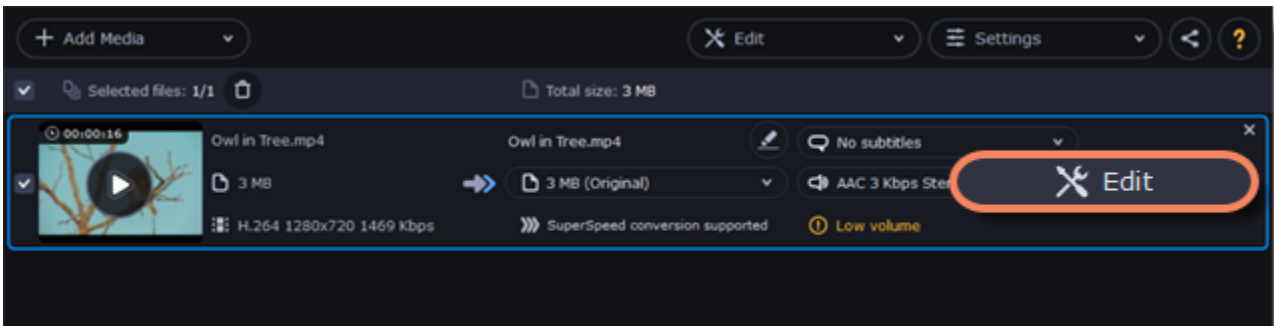 Add Media
Edit
Settings
?
Selected files: 1/1
Total size: 3 MB
00:00:16
Owl in Tree.mp4
Owl in Tree.mp4
No subtitles
3 MB
3 MB (Original)
AAC 3 Kbps Ster
Edit
H.264 1280x720 1469 Kbps
SuperSpeed conversion supported
Low volume